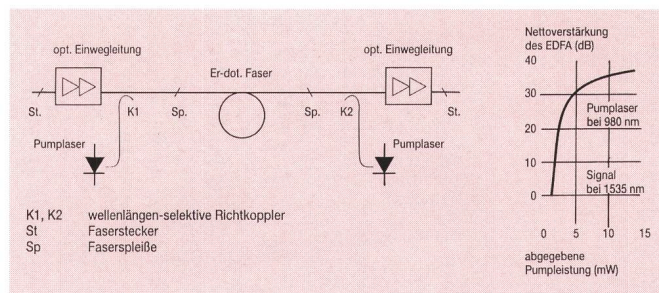 opt. Einwegleitung
opt. Einwegleitung
Er-dot. Faser
St.
K1
Sp.
Sp.
K2
St.
Pumplaser
Pumplaser
K1, K2 wellenlängen-selektive Richtkoppler
St Faserstecker
Sp Faserspleiße
Nettoverstärkung
des EDFA (dB)
40
30
20
10
0
Pumplaser
bei 980 nm
Signal
bei 1535 nm
0 5 10 15
abgegebene
Pumpleistung (mW)